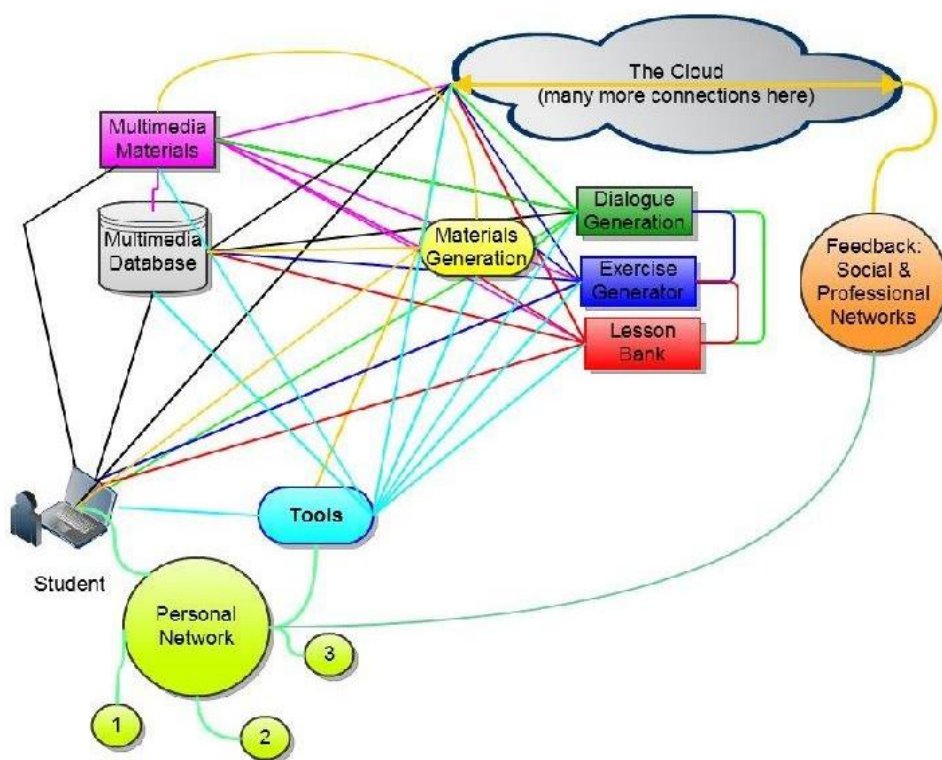 The Cloud
(many more connections here)
Multimedia
Materials
Multimedia
Database
Materials
Generation
Dialogue
Generation
Exercise
Generator
Lesson
Bank
Feedback:
Social &
Professional
Networks
Tools
Student
Personal
Network
3
1
2